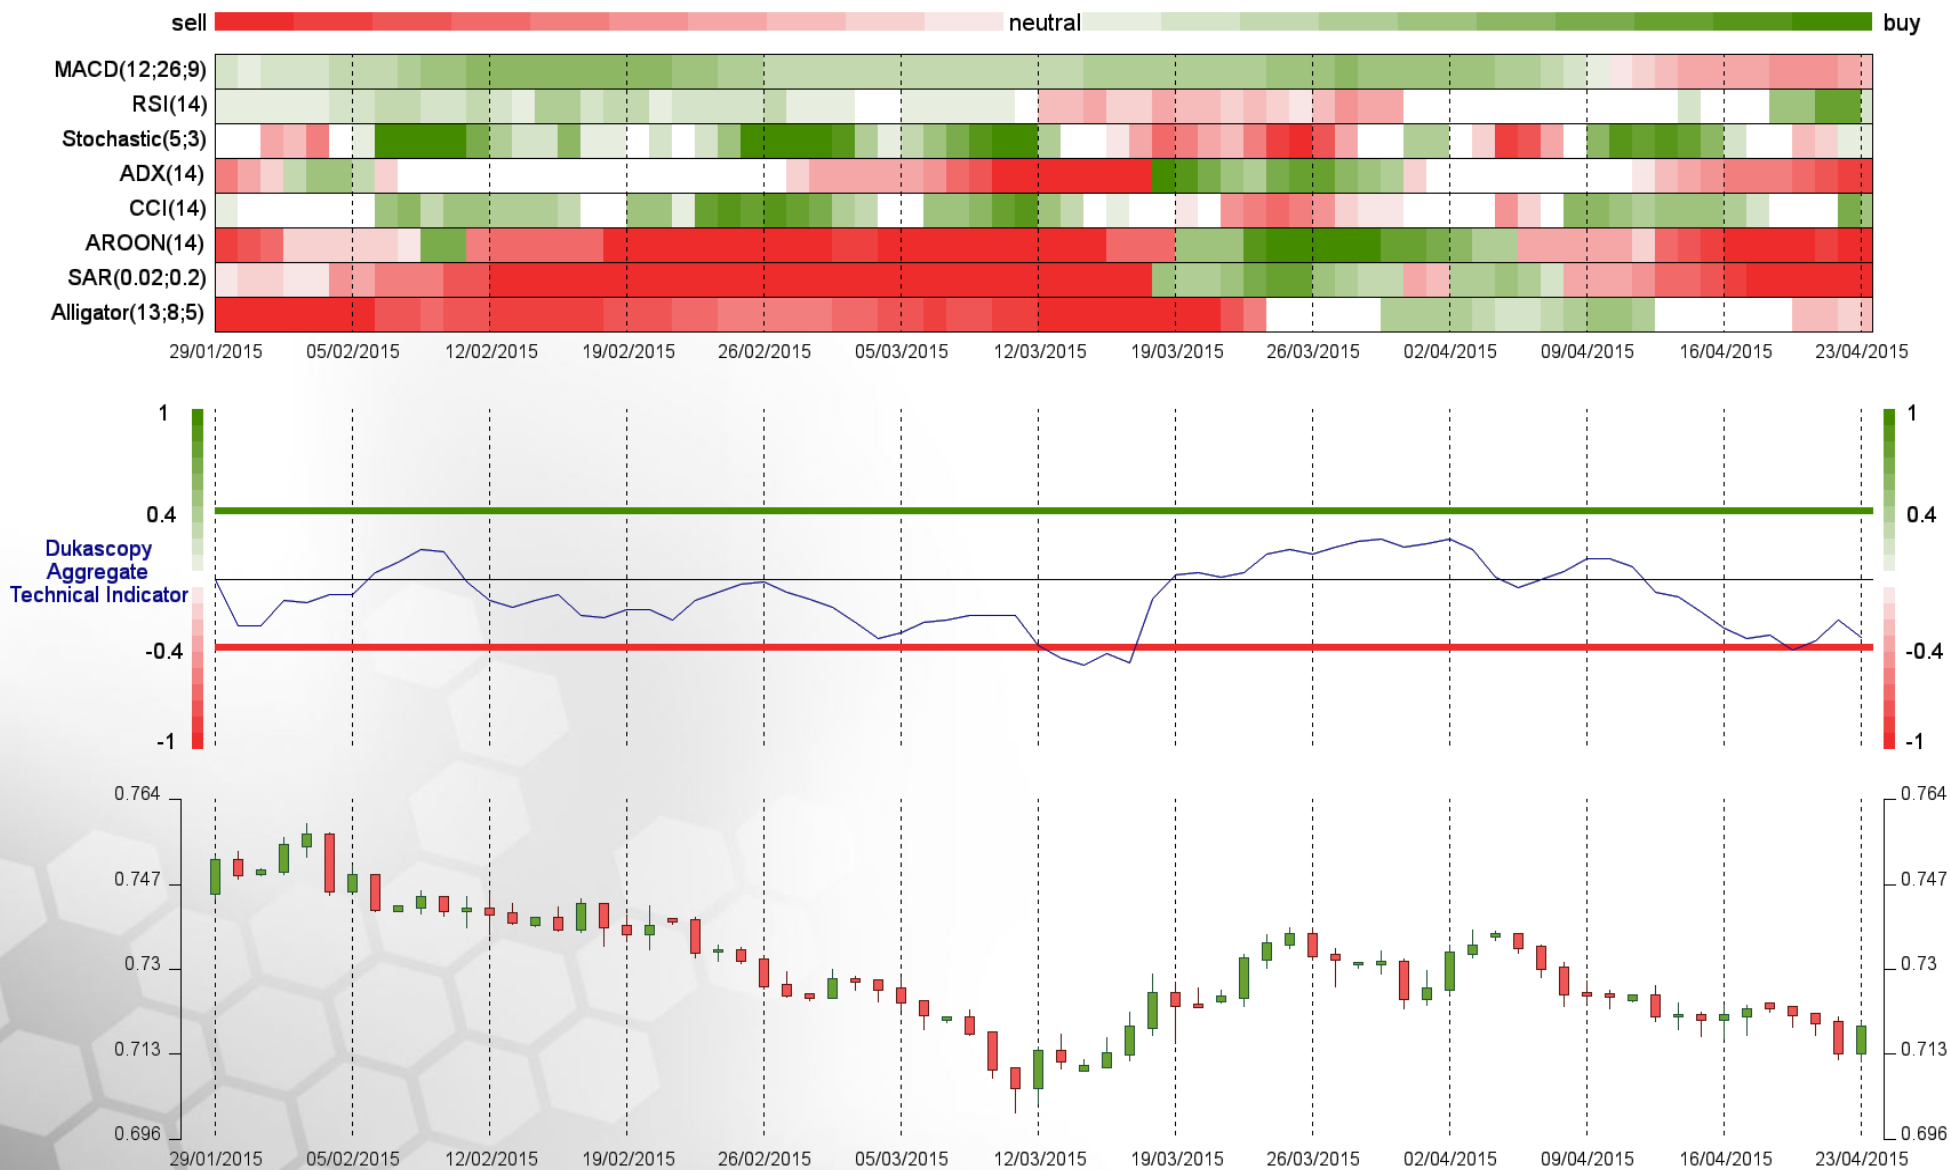 sell neutral buy
MACD(12;26;9)
RSI(14)
Stochastic(5;3)
ADX(14)
CCI(14)
AROON(14)
SAR(0.02;0.2)
Alligator(13;8;5)
29/01/2015 05/02/2015 12/02/2015 19/02/2015 26/02/2015 05/03/2015 12/03/2015 19/03/2015 26/03/2015 02/04/2015 09/04/2015 16/04/2015 23/04/2015
1 1
0.4 0.4
Dukascopy
Aggregate
Technical Indicator
-0.4 -0.4
-1 -1
0.764 0.764
0.747 0.747
0.73 0.73
0.713 0.713
0.696 0.696
29/01/2015 05/02/2015 12/02/2015 19/02/2015 26/02/2015 05/03/2015 12/03/2015 19/03/2015 26/03/2015 02/04/2015 09/04/2015 16/04/2015 23/04/2015